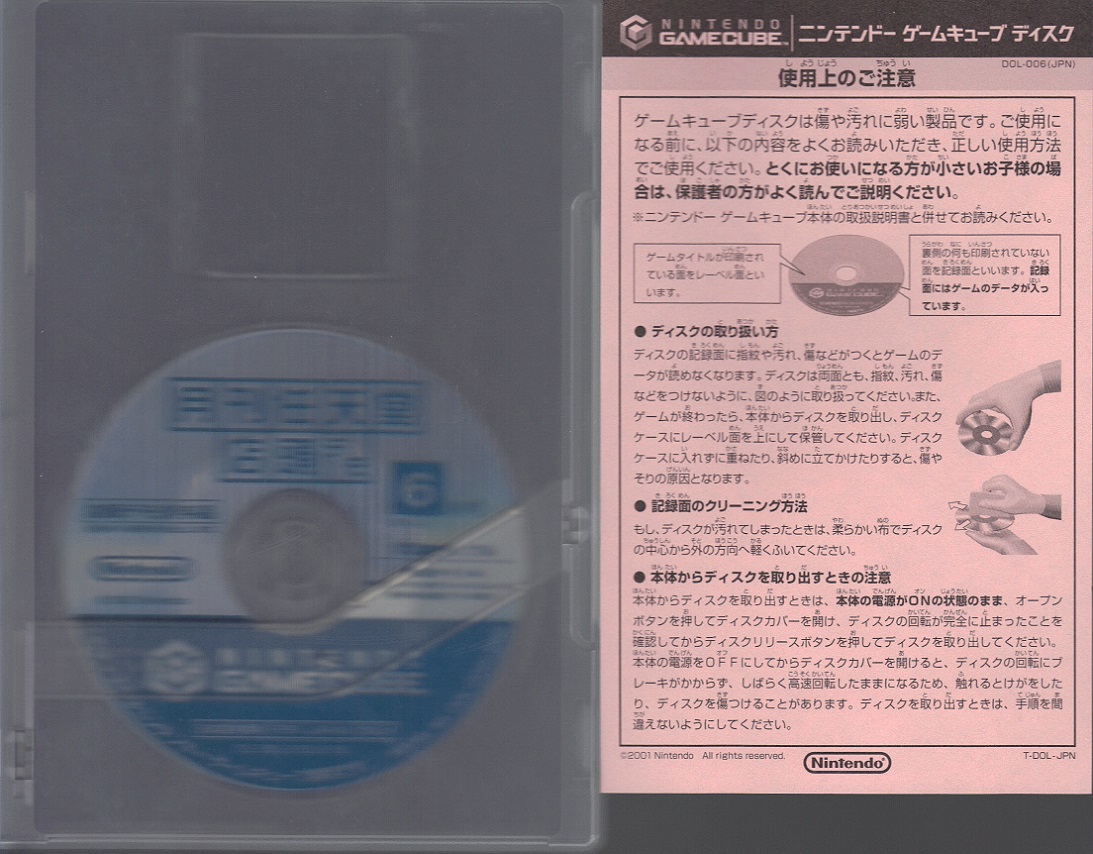 月刊任天堂
店頭デモ
6
Nintendo
NINTENDO
GAMECUBE
NINTENDO
GAMECUBE™
ニンテンドー ゲームキューブ ディスク
DOL-006(JPN)
使用上のご注意
ゲームキューブディスクは傷や汚れに弱い製品です。ご使用に
なる前に、以下の内容をよくお読みいただき、正しい使用方法
でご使用ください。とくにお使いになる方が小さいお子様の場
合は、保護者の方がよく読んでご説明ください。
※ニンテンドー ゲームキューブ本体の取扱説明書と併せてお読みください。
ゲームタイトルが印刷され
ている面をレーベル面とい
います。
NINTENDO
GAMECUBE
裏側の何も印刷されていない
面を記録面といいます。記録
面にはゲームのデータが入っ
ています。
● ディスクの取り扱い方
ディスクの記録面に指紋や汚れ、傷などがつくとゲームのデ
ータが読めなくなります。ディスクは両面とも、指紋、汚れ、傷
などをつけないように、図のように取り扱ってください。また、
ゲームが終わったら、本体からディスクを取り出し、ディスク
ケースにレーベル面を上にして保管してください。ディスク
ケースに入れずに重ねたり、斜めに立てかけたりすると、傷や
そりの原因となります。
● 記録面のクリーニング方法
もし、ディスクが汚れてしまったときは、柔らかい布でディスク
の中心から外の方向へ軽くふいてください。
● 本体からディスクを取り出すときの注意
本体からディスクを取り出すときは、本体の電源がONの状態のまま、オープン
ボタンを押してディスクカバーを開け、ディスクの回転が完全に止まったことを
確認してからディスクリリースボタンを押してディスクを取り出してください。
本体の電源をOFFにしてからディスクカバーを開けると、ディスクの回転にブ
レーキがかからず、しばらく高速回転したままになるため、触れるとけがをした
り、ディスクを傷つけることがあります。ディスクを取り出すときは、手順を間
違えないようにしてください。
©2001 Nintendo All rights reserved.
Nintendo
T-DOL-JPN